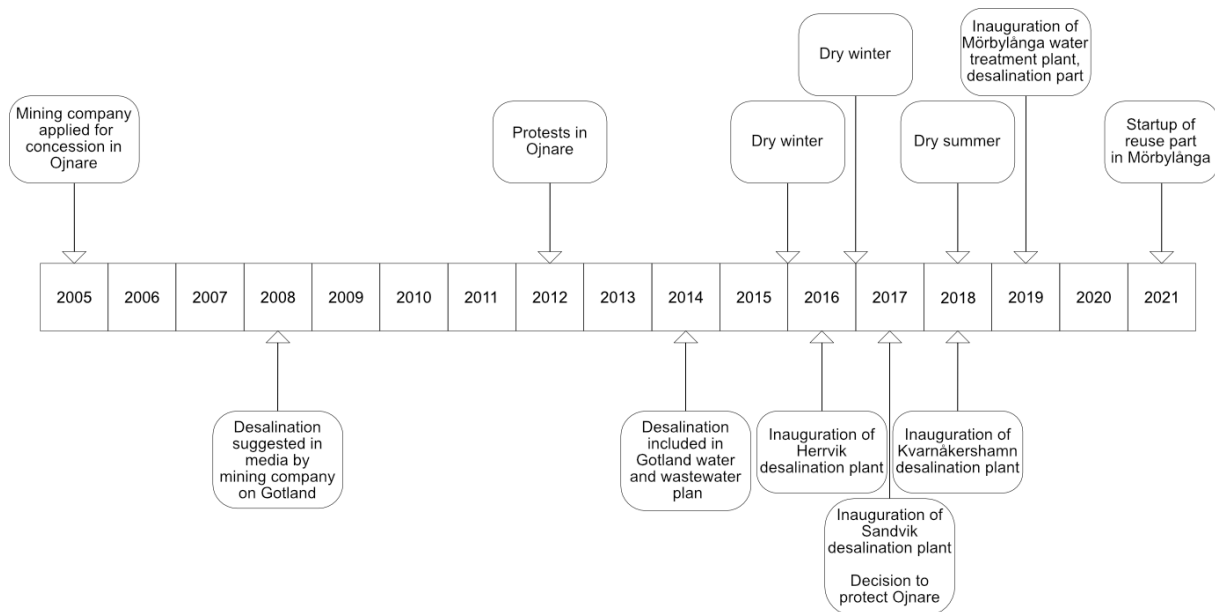 Mining company
applied for
concession in
Ojnare
Protests in
Ojnare
Dry winter
Dry winter
Dry summer
Inauguration of
Mörbylånga water
treatment plant,
desalination part
Startup of
reuse part
in Mörbylånga
2005
2006
2007
2008
2009
2010
2011
2012
2013
2014
2015
2016
2017
2018
2019
2020
2021
Desalination
suggested in
media by
mining company
on Gotland
Desalination
included in
Gotland water
and wastewater
plan
Inauguration of
Herrvik
desalination plant
Inauguration of
Sandvik
desalination plant
Decision to
protect Ojnare
Inauguration of
Kvarnåkershamn
desalination plant